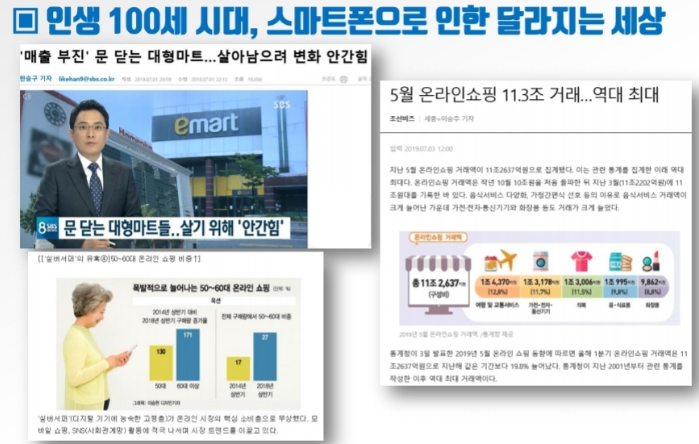 인생 100세 시대, 스마트폰으로 인한 달라지는 세상
'매출 부진' 문 닫는 대형마트...살아남으려 변화 안간힘
한승구 기자 likehan9@sbs.co.kr
SBS
emart
8 SBS 문 닫는 대형마트들..살기 위해 '안간힘'
['실버서퍼'의 유혹④]50~60대 온라인 쇼핑 비중↑]
폭발적으로 늘어나는 50~60대 온라인 쇼핑 (단위: %)
옥션
2014년 상반기 대비
2018년 상반기 구매량 증가율
전체 구매량에서 50~60대 비중
130
171
17
27
50대
60대 이상
2014년
상반기
2018년
상반기
'실버서퍼'(디지털 기기에 능숙한 고령층)가 온라인 시장의 핵심 소비층으로 부상했다. 모
바일 쇼핑, SNS(사회관계망) 활동에 적극 나서며 시장 트렌드를 이끌고 있다.
5월 온라인쇼핑 11.3조 거래...역대 최대
조선비즈 | 세종=이승주 기자
입력 2019.07.03 12:00
지난 5월 온라인쇼핑 거래액이 11조2637억원으로 집계됐다. 이는 관련 통계를 집계한 이래 역대
최대다. 온라인쇼핑 거래액은 작년 10월 10조원을 처음 돌파한 뒤 지난 3월(11조2202억원)에 11
조원대를 기록한 바 있다. 음식서비스 다양화, 가정간편식 선호 등의 이유로 음식서비스 거래액이
크게 늘어난 가운데 가전·전자·통신기기와 화장품 등도 거래가 크게 늘었다.
온라인쇼핑 거래액
총 11조 2,637억원
(구성비)
1조 4,370억원
(12.8%)
1조 3,178억원
(11.7%)
1조 3,006억원
(11.5%)
1조 995억원
(9.8%)
9,862억원
(8.8%)
여행 및 교통서비스
가전·전자·
통신기기
의복
음·식료품
화장품
2019년 5월 온라인쇼핑 거래액 /통계청 제공
통계청이 3일 발표한 2019년 5월 온라인 쇼핑 동향에 따르면 올해 1분기 온라인쇼핑 거래액은 11
조2637억원으로 지난해 같은 기간보다 19.8% 늘어났다. 통계청이 지난 2001년부터 관련 통계를
작성한 이후 역대 최대 거래액이다.